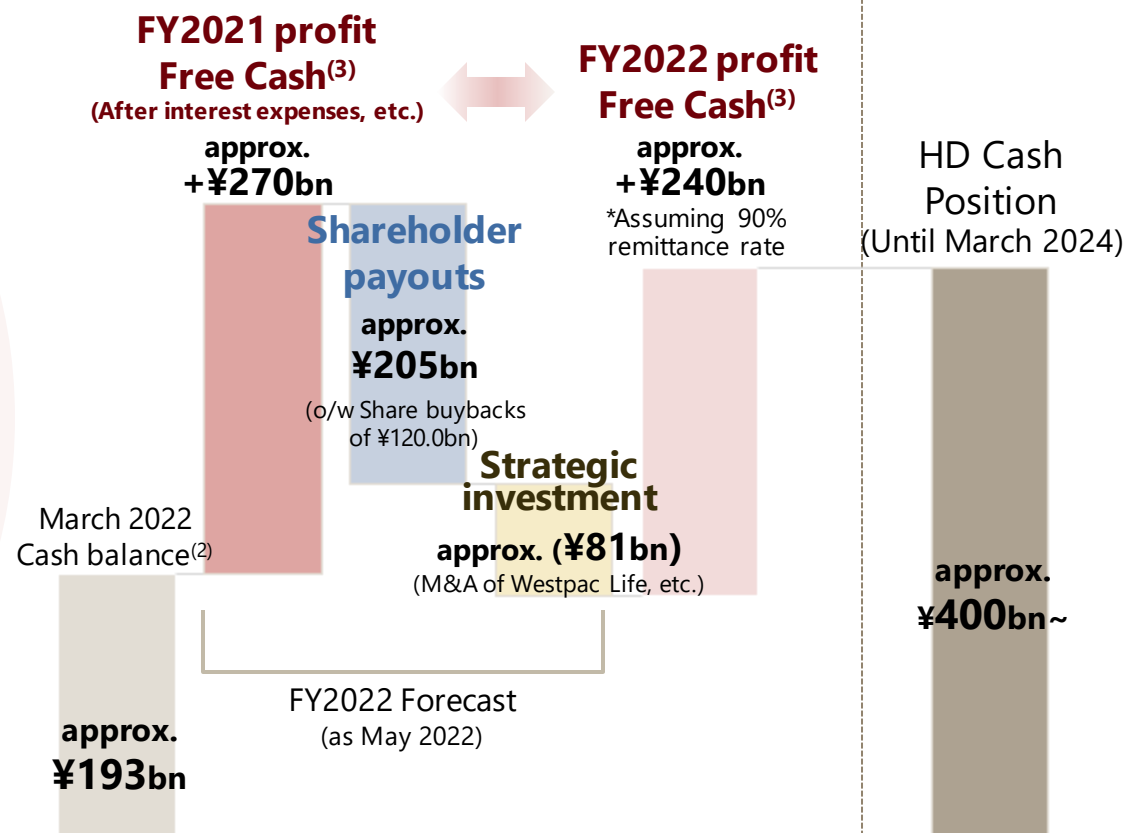 FY2021 profit
Free Cash(3)
(After interest expenses, etc.)
approx.
+¥270bn
FY2022 profit
Free Cash(3)
approx.
+¥240bn
*Assuming 90%
remittance rate
HD Cash
Position
(Until March 2024)
Shareholder
payouts
approx.
¥205bn
(o/w Share buybacks
of ¥120.0bn)
Strategic
investment
approx. (¥81bn)
(M&A of Westpac Life, etc.)
March 2022
Cash balance(2)
approx.
¥400bn~
FY2022 Forecast
(as May 2022)
approx.
¥193bn